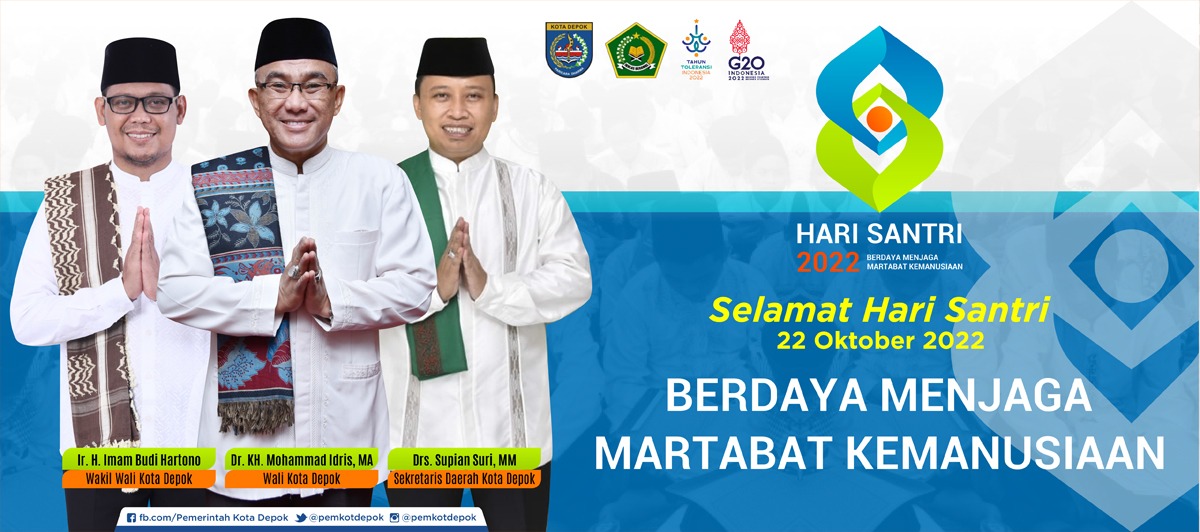 KOTA DEPOK
TAHUN
TOLERANSI
INDONESIA
2022
G20
INDONESIA
2022
HARI SANTRI
2022
BERDAYA MENJAGA
MARTABAT KEMANUSIAAN
Selamat Hari Santri
22 Oktober 2022
BERDAYA MENJAGA
MARTABAT KEMANUSIAAN
Ir. H. Imam Budi Hartono
Wakil Wali Kota Depok
Dr. KH. Mohammad Idris, MA
Wali Kota Depok
Drs. Supian Suri, MM
Sekretaris Daerah Kota Depok
fb.com/Pemerintah Kota Depok @pemkotdepok @pemkotdepok